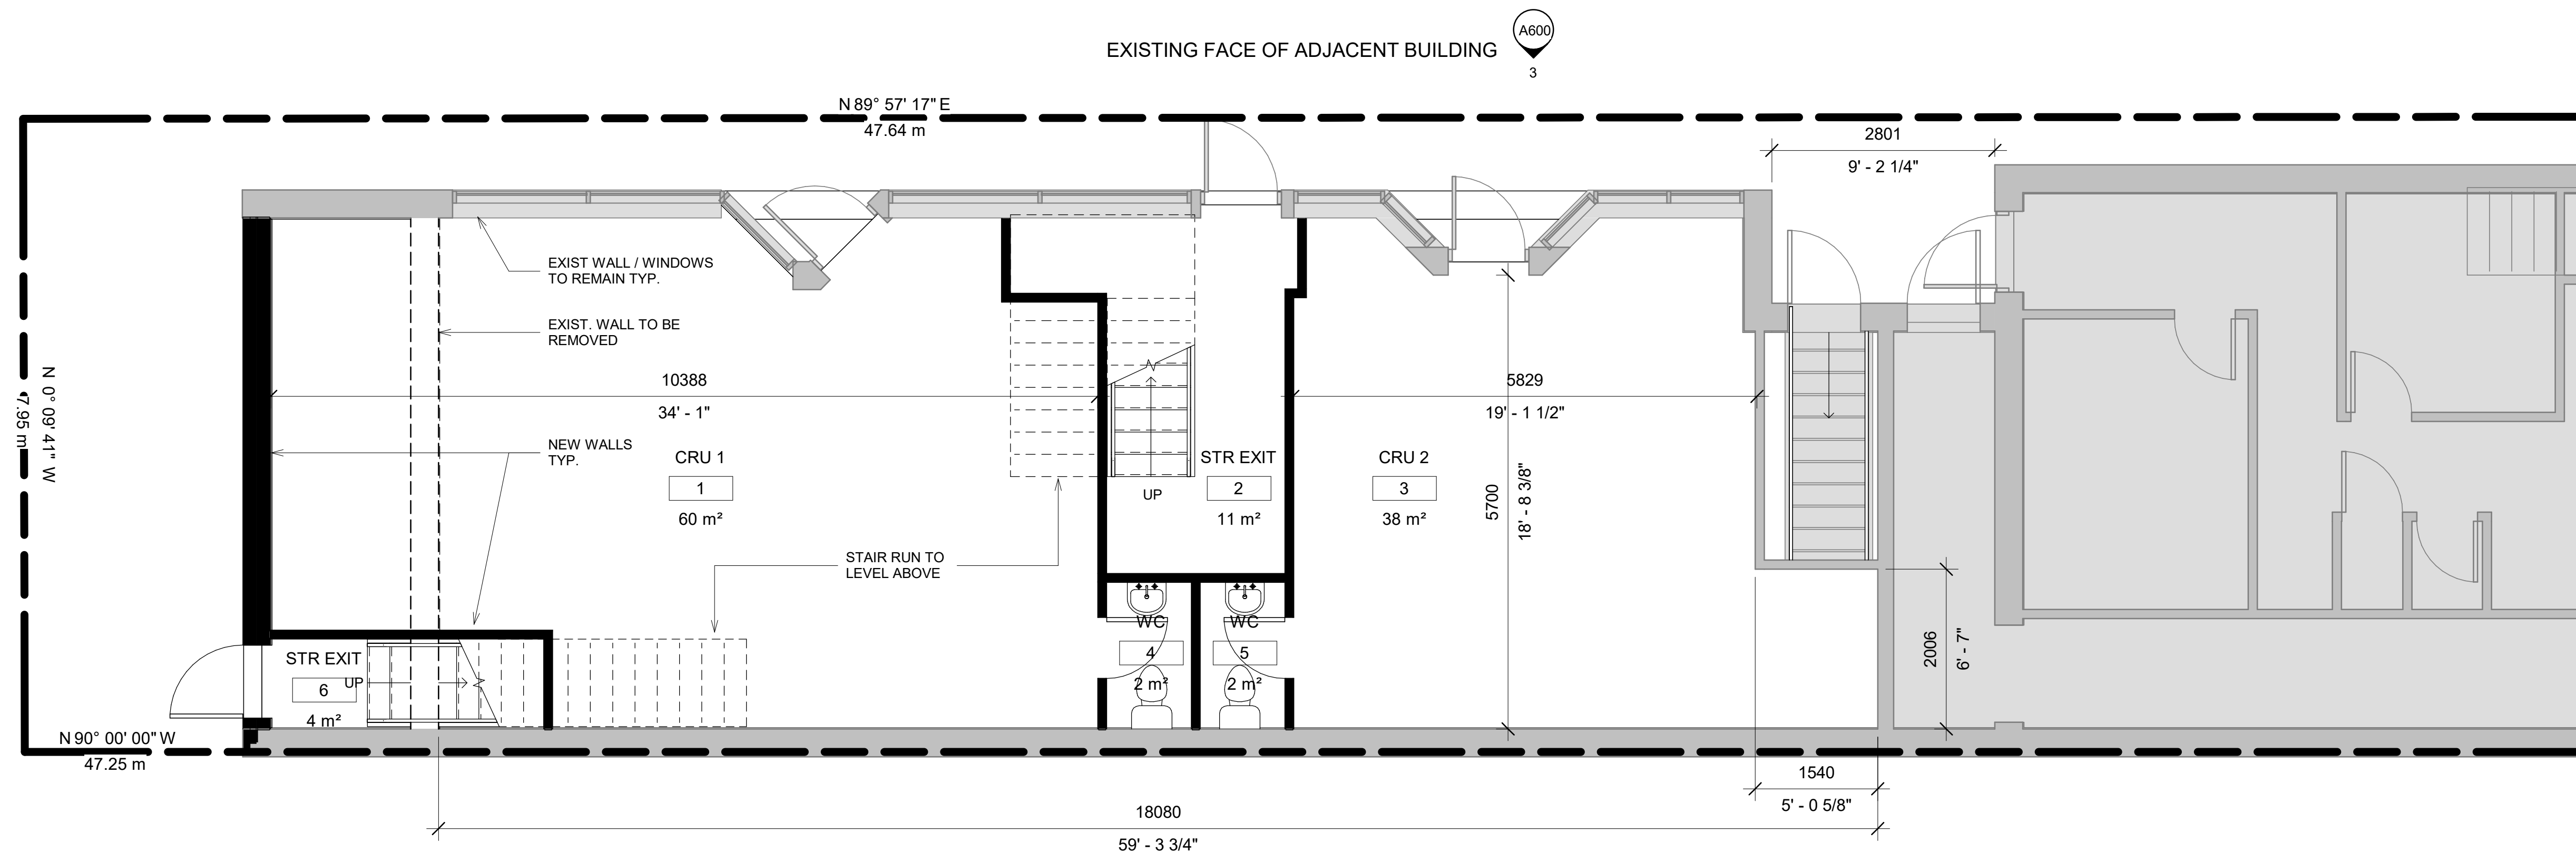 A600
EXISTING FACE OF ADJACENT BUILDING
3
N 89° 57' 17" E
47.64 m
2801
9' - 2 1/4"
EXIST WALL / WINDOWS
TO REMAIN TYP.
EXIST. WALL TO BE
REMOVED
10388
34' - 1"
5829
19' - 1 1/2"
N 0° 09' 41" W
7.95 m
NEW WALLS
TYP.
CRU 1
1
60 m²
STR EXIT
2
11 m²
UP
CRU 2
3
38 m²
5700
18' - 8 3/8"
STAIR RUN TO
LEVEL ABOVE
WC
4
2 m²
WC
5
2 m²
2006
6' - 7"
STR EXIT
6
UP
4 m²
N 90° 00' 00" W
47.25 m
1540
5' - 0 5/8"
18080
59' - 3 3/4"